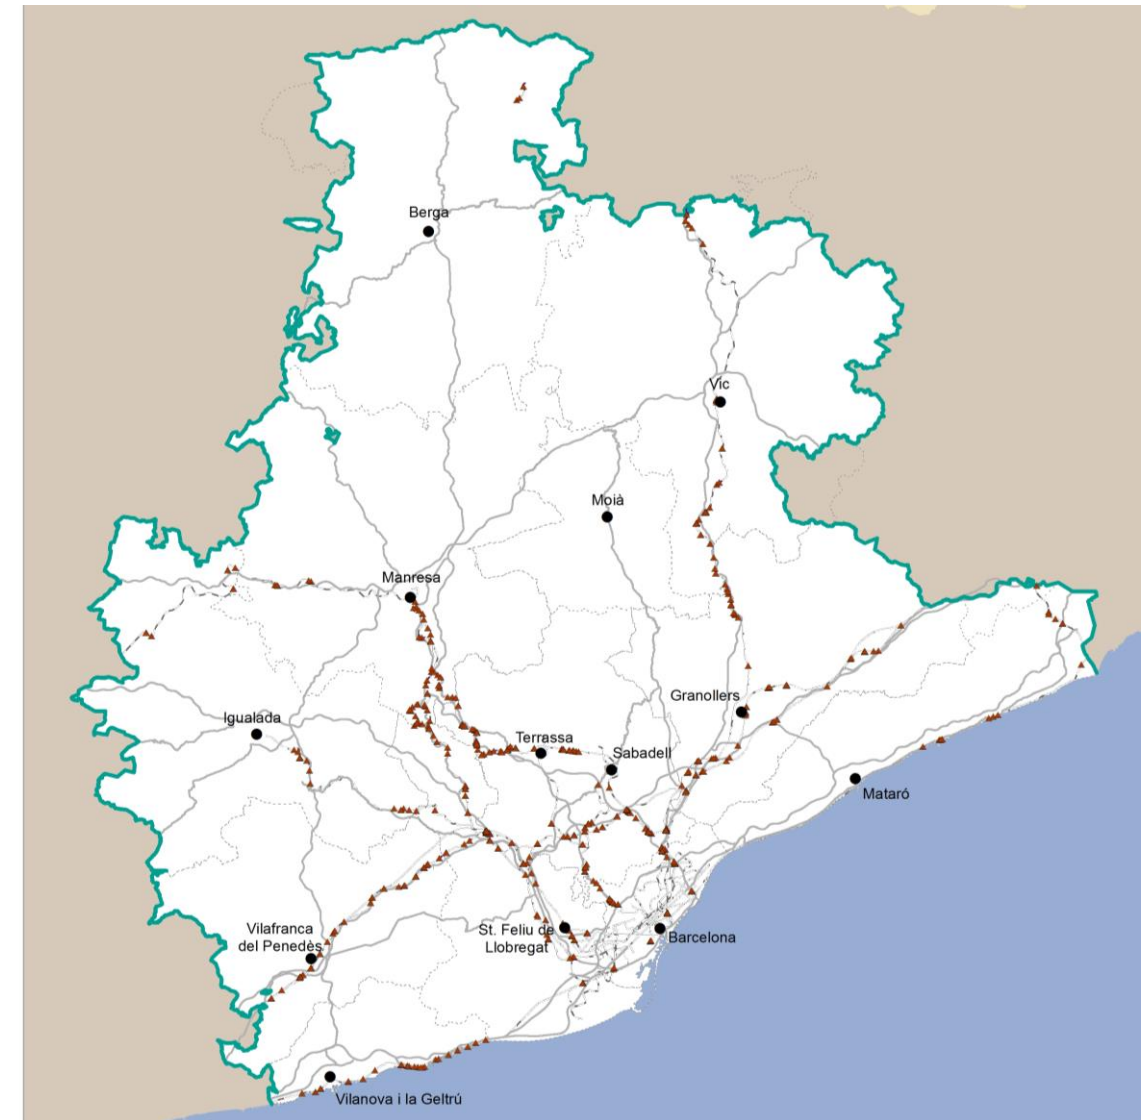 Berga
Vic
Moià
Manresa
Granollers
Igualada
Terrassa
Sabadell
Mataró
Vilafranca
del Penedès
St. Feliu de
Llobregat
Barcelona
Vilanova i la Geltrú